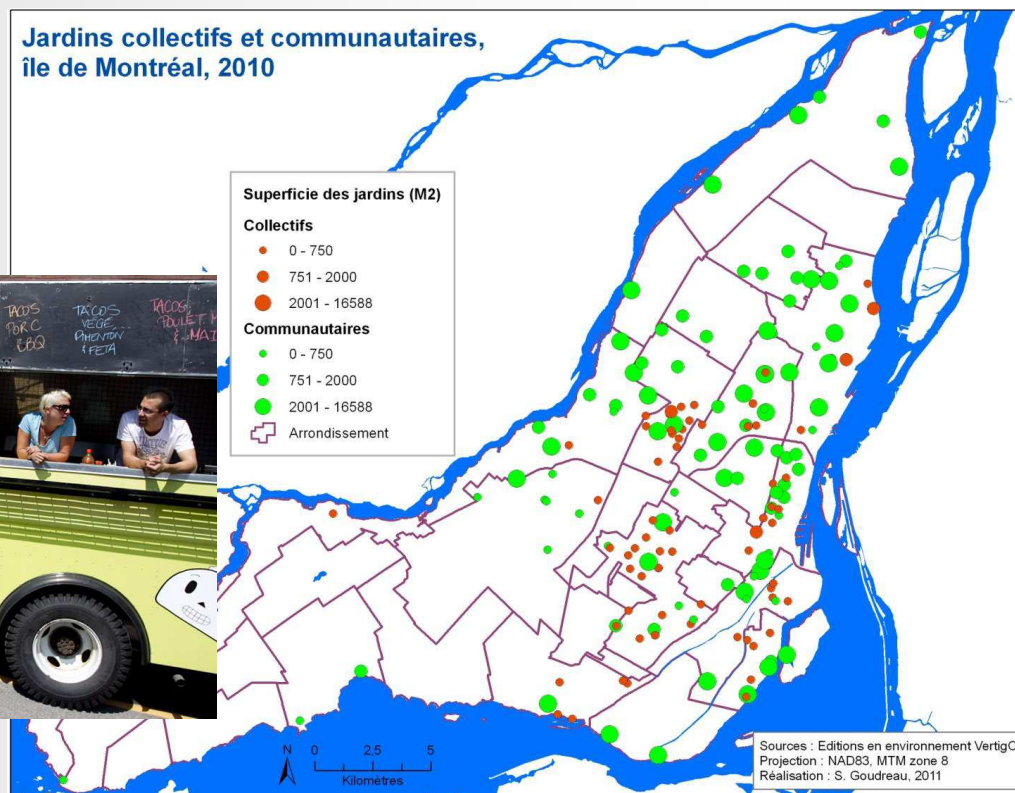 Jardins collectifs et communautaires,
île de Montréal, 2010
Superficie des jardins (M2)
Collectifs
0 - 750
751 - 2000
2001 - 16588
Communautaires
0 - 750
751 - 2000
2001 - 16588
Arrondissement
TACOS
PORC
BBQ
TACOS
VÉGÉ
PIMENTON
& FETA
TACOS
POULET
&
N
0 2,5 5
Kilomètres
Sources : Editions en environnement VertigO
Projection : NAD83, MTM zone 8
Réalisation : S. Goudreau, 2011